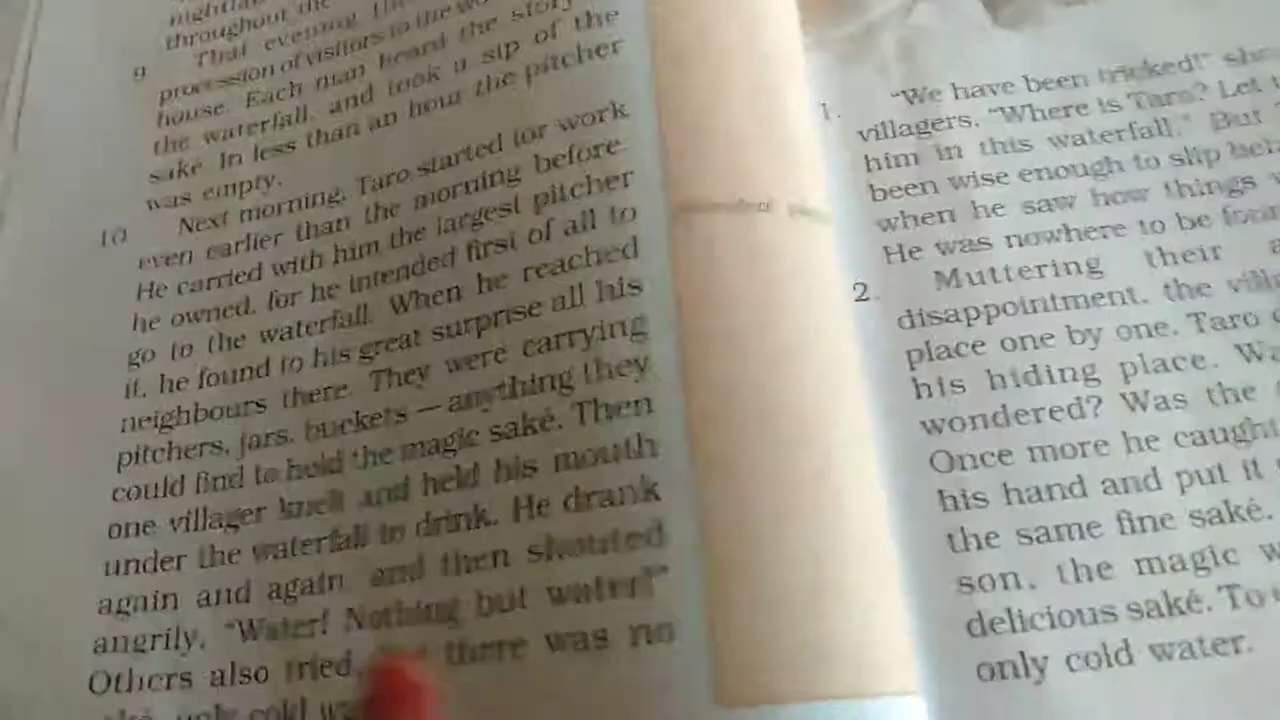 throughout the
9 That evening
procession of visitors to the
house. Each man heard the story
the waterfall, and took a sip of the
saké. In less than an hour the pitcher
was empty.
10 Next morning, Taro started for work
even earlier than the morning before
He carried with him the largest pitcher
he owned, for he intended first of all to
go to the waterfall. When he reached
it, he found to his great surprise all his
neighbours there. They were carrying
pitchers, jars, buckets — anything they
could find to hold the magic saké. Then
one villager knelt and held his mouth
under the waterfall to drink. He drank
again and again, and then shouted
angrily, "Water! Nothing but water!"
Others also tried, there was no
only cold
"We have been tricked!"
1. villagers. "Where is Taro? Let
him in this waterfall." But
been wise enough to slip
when he saw how things
He was nowhere to be
2. Muttering their
disappointment, the
place one by one. Taro
his hiding place.
wondered? Was the
Once more he caught
his hand and put it
the same fine saké.
son, the magic
delicious saké. To
only cold water.